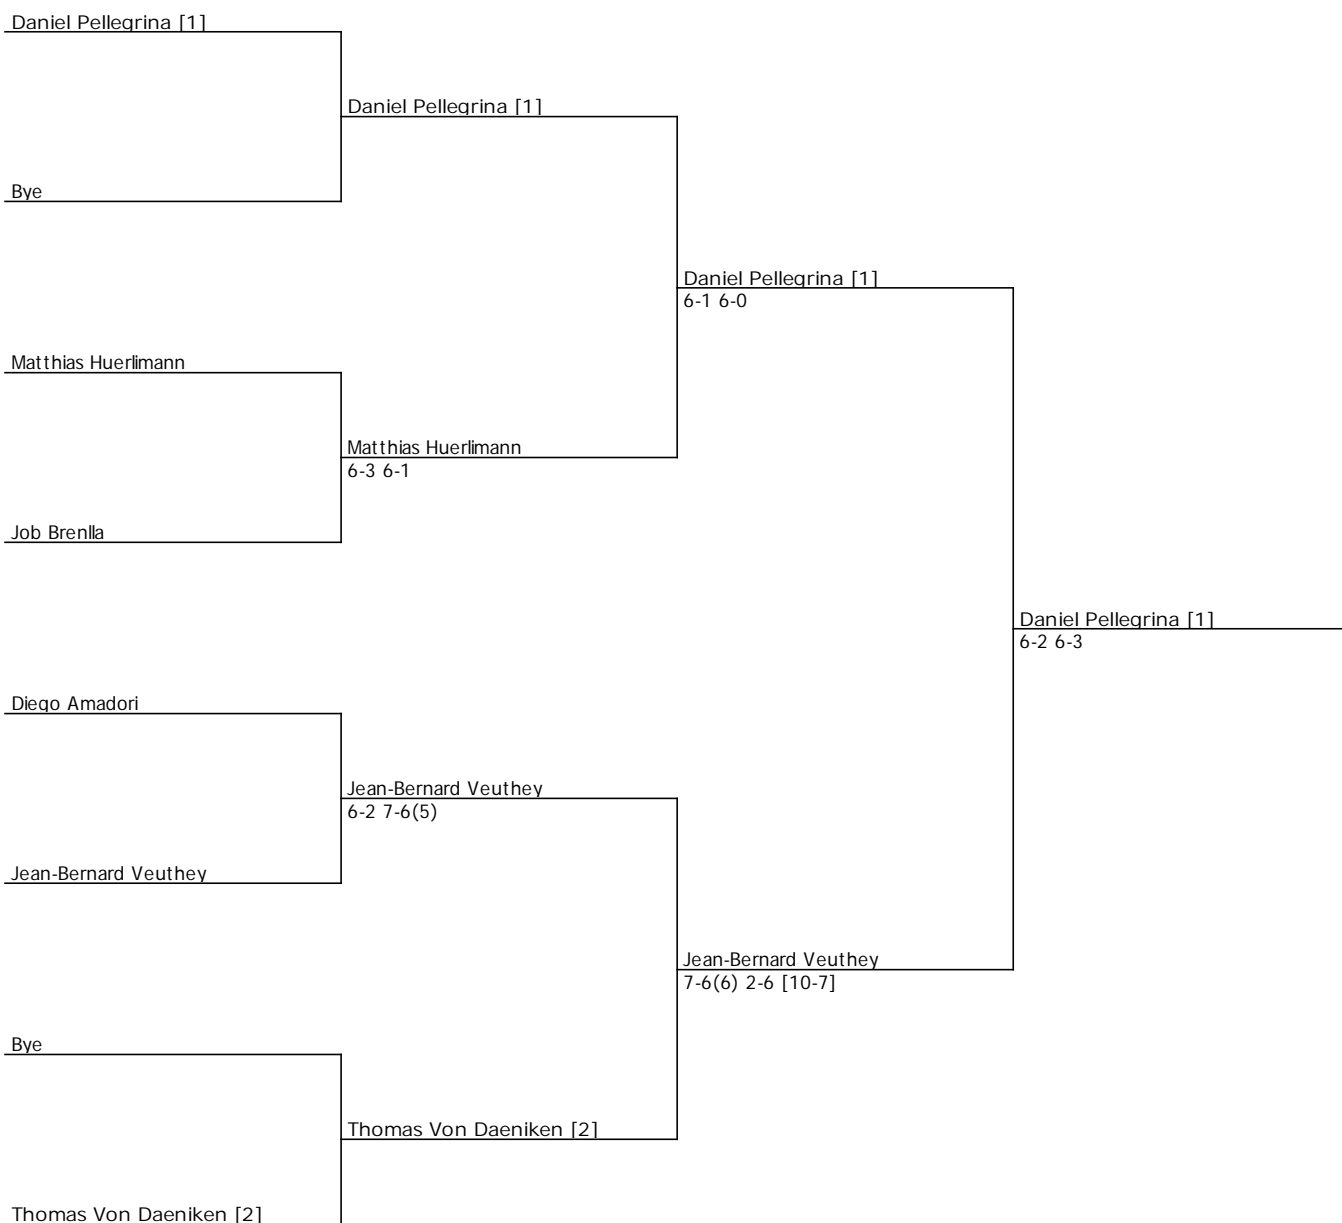 Daniel Pellegrina [1]
Daniel Pellegrina [1]
Bye
Daniel Pellegrina [1]
6-1 6-0
Matthias Huerlimann
Matthias Huerlimann
6-3 6-1
Job Brenlla
Daniel Pellegrina [1]
6-2 6-3
Diego Amadori
Jean-Bernard Veuthey
6-2 7-6(5)
Jean-Bernard Veuthey
Jean-Bernard Veuthey
7-6(6) 2-6 [10-7]
Bye
Thomas Von Daeniken [2]
Thomas Von Daeniken [2]